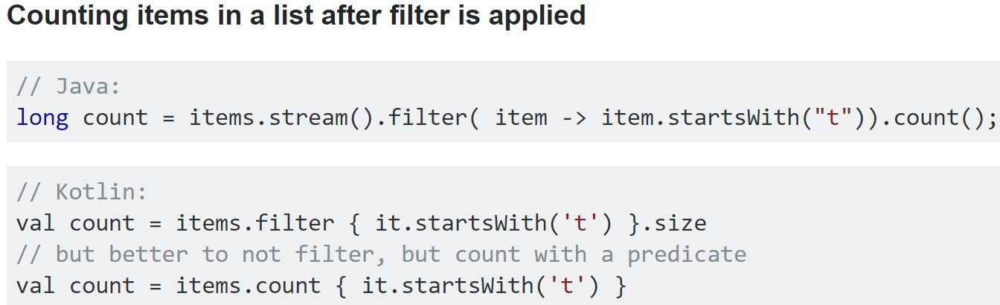 Counting items in a list after filter is applied
// Java:
long count = items.stream().filter( item -> item.startsWith("t")).count();
// Kotlin:
val count = items.filter { it.startsWith('t') }.size
// but better to not filter, but count with a predicate
val count = items.count { it.startsWith('t') }